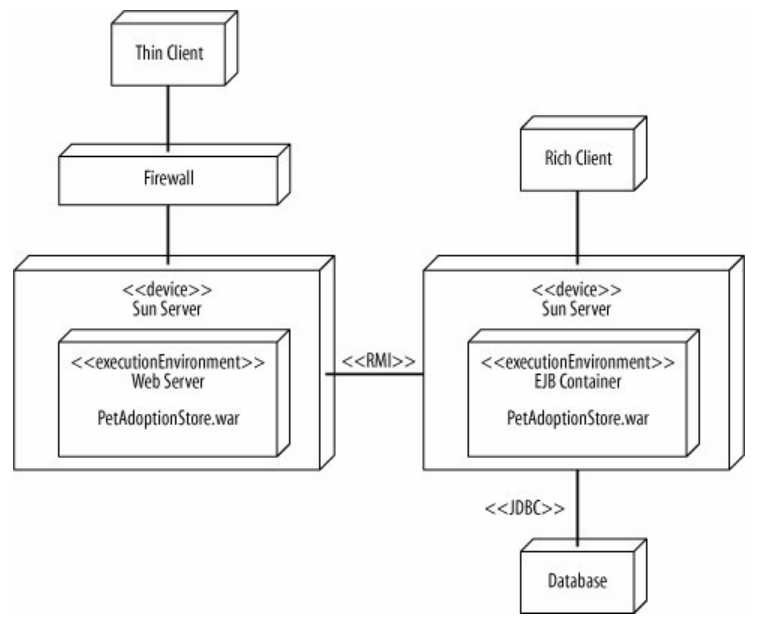 Thin Client
Firewall
Rich Client
<<device>>
Sun Server
<<executionEnvironment>>
Web Server
PetAdoptionStore.war
<<RMI>>
<<device>>
Sun Server
<<executionEnvironment>>
EJB Container
PetAdoptionStore.war
<<JDBC>>
Database